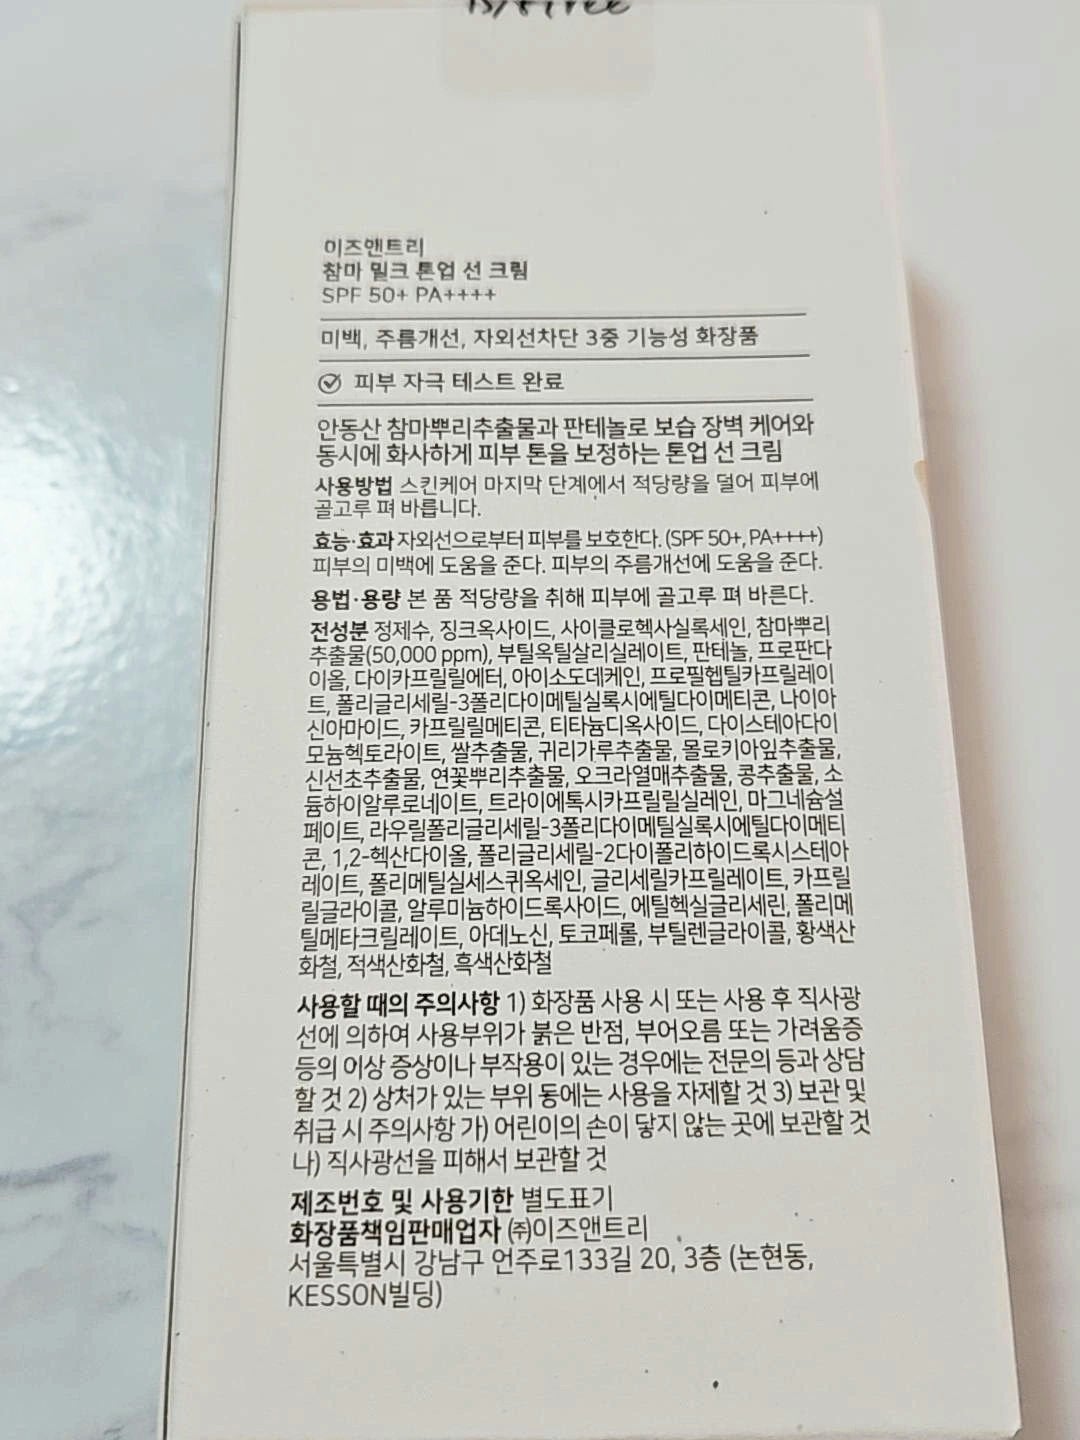 이즈앤트리
참마 밀크 톤업 선 크림
SPF 50+ PA++++
미백, 주름개선, 자외선차단 3중 기능성 화장품
피부 자극 테스트 완료
안동산 참마뿌리추출물과 판테놀로 보습 장벽 케어와
동시에 화사하게 피부 톤을 보정하는 톤업 선 크림
사용방법 스킨케어 마지막 단계에서 적당량을 덜어 피부에
골고루 펴 바릅니다.
효능·효과 자외선으로부터 피부를 보호한다. (SPF 50+, PA++++)
피부의 미백에 도움을 준다. 피부의 주름개선에 도움을 준다.
용법·용량 본 품 적당량을 취해 피부에 골고루 펴 바른다.
전성분 정제수, 징크옥사이드, 사이클로헥사실록세인, 참마뿌리
추출물(50,000 ppm), 부틸옥틸살리실레이트, 판테놀, 프로판다
이올, 다이카프릴릴에터, 아이소도데케인, 프로필헵틸카프릴레이
트, 폴리글리세릴-3폴리다이메틸실록시에틸다이메티콘, 나이아
신아마이드, 카프릴릴메티콘, 티타늄디옥사이드, 다이스테아다이
모늄헥토라이트, 쌀추출물, 귀리가루추출물, 몰로키아잎추출물,
신선초추출물, 연꽃뿌리추출물, 오크라열매추출물, 콩추출물, 소
듐하이알루로네이트, 트라이에톡시카프릴릴실레인, 마그네슘설
페이트, 라우릴폴리글리세릴-3폴리다이메틸실록시에틸다이메티
콘, 1,2-헥산다이올, 폴리글리세릴-2다이폴리하이드록시스테아
레이트, 폴리메틸실세스퀴옥세인, 글리세릴카프릴레이트, 카프릴
릴글라이콜, 알루미늄하이드록사이드, 에틸헥실글리세린, 폴리메
틸메타크릴레이트, 아데노신, 토코페롤, 부틸렌글라이콜, 황색산
화철, 적색산화철, 흑색산화철
사용할 때의 주의사항 1) 화장품 사용 시 또는 사용 후 직사광
선에 의하여 사용부위가 붉은 반점, 부어오름 또는 가려움증
등의 이상 증상이나 부작용이 있는 경우에는 전문의 등과 상담
할 것 2) 상처가 있는 부위 등에는 사용을 자제할 것 3) 보관 및
취급 시 주의사항 가) 어린이의 손이 닿지 않는 곳에 보관할 것
나) 직사광선을 피해서 보관할 것
제조번호 및 사용기한 별도표기
화장품책임판매업자 ㈜이즈앤트리
서울특별시 강남구 언주로133길 20, 3층 (논현동,
KESSON빌딩)